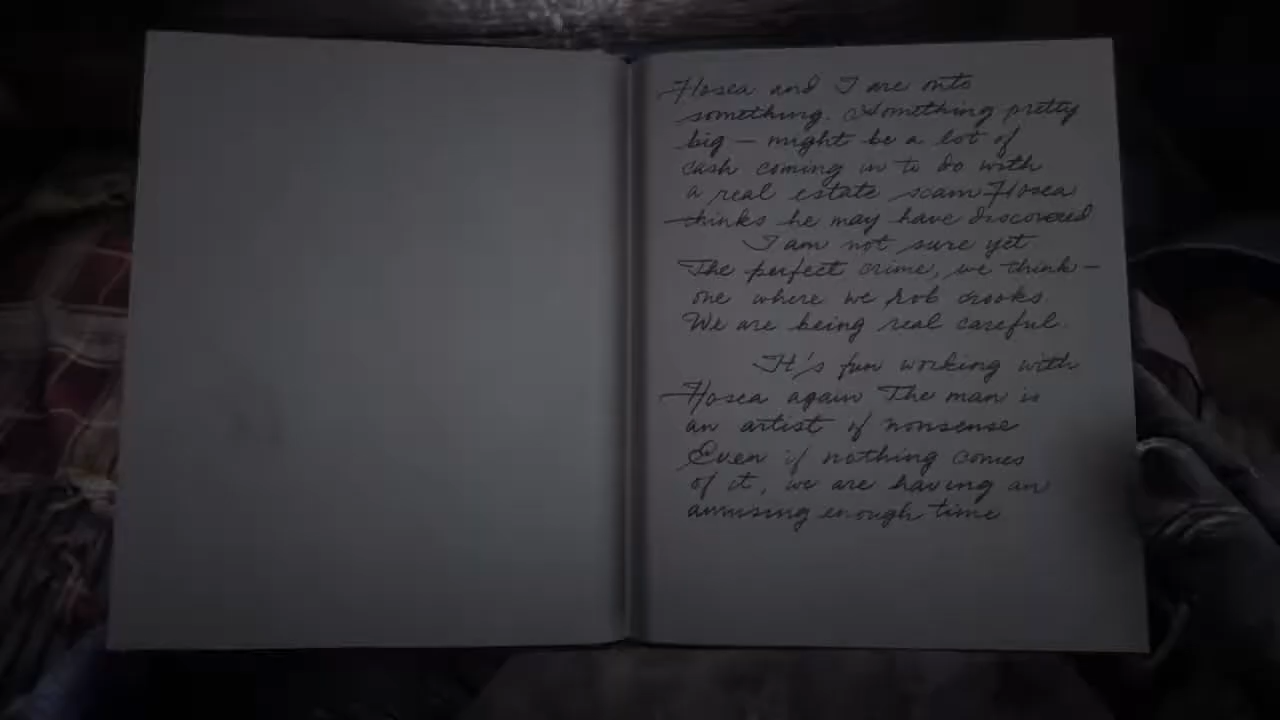 Hosea and I are onto
something. Something pretty
big - might be a lot of
cash coming in to do with
a real estate scam Hosea
thinks he may have discovered
I am not sure yet
The perfect crime, we think -
one where we rob crooks.
We are being real careful.
It's fun working with
Hosea again The man is
an artist of nonsense
Even if nothing comes
of it, we are having an
amusing enough time